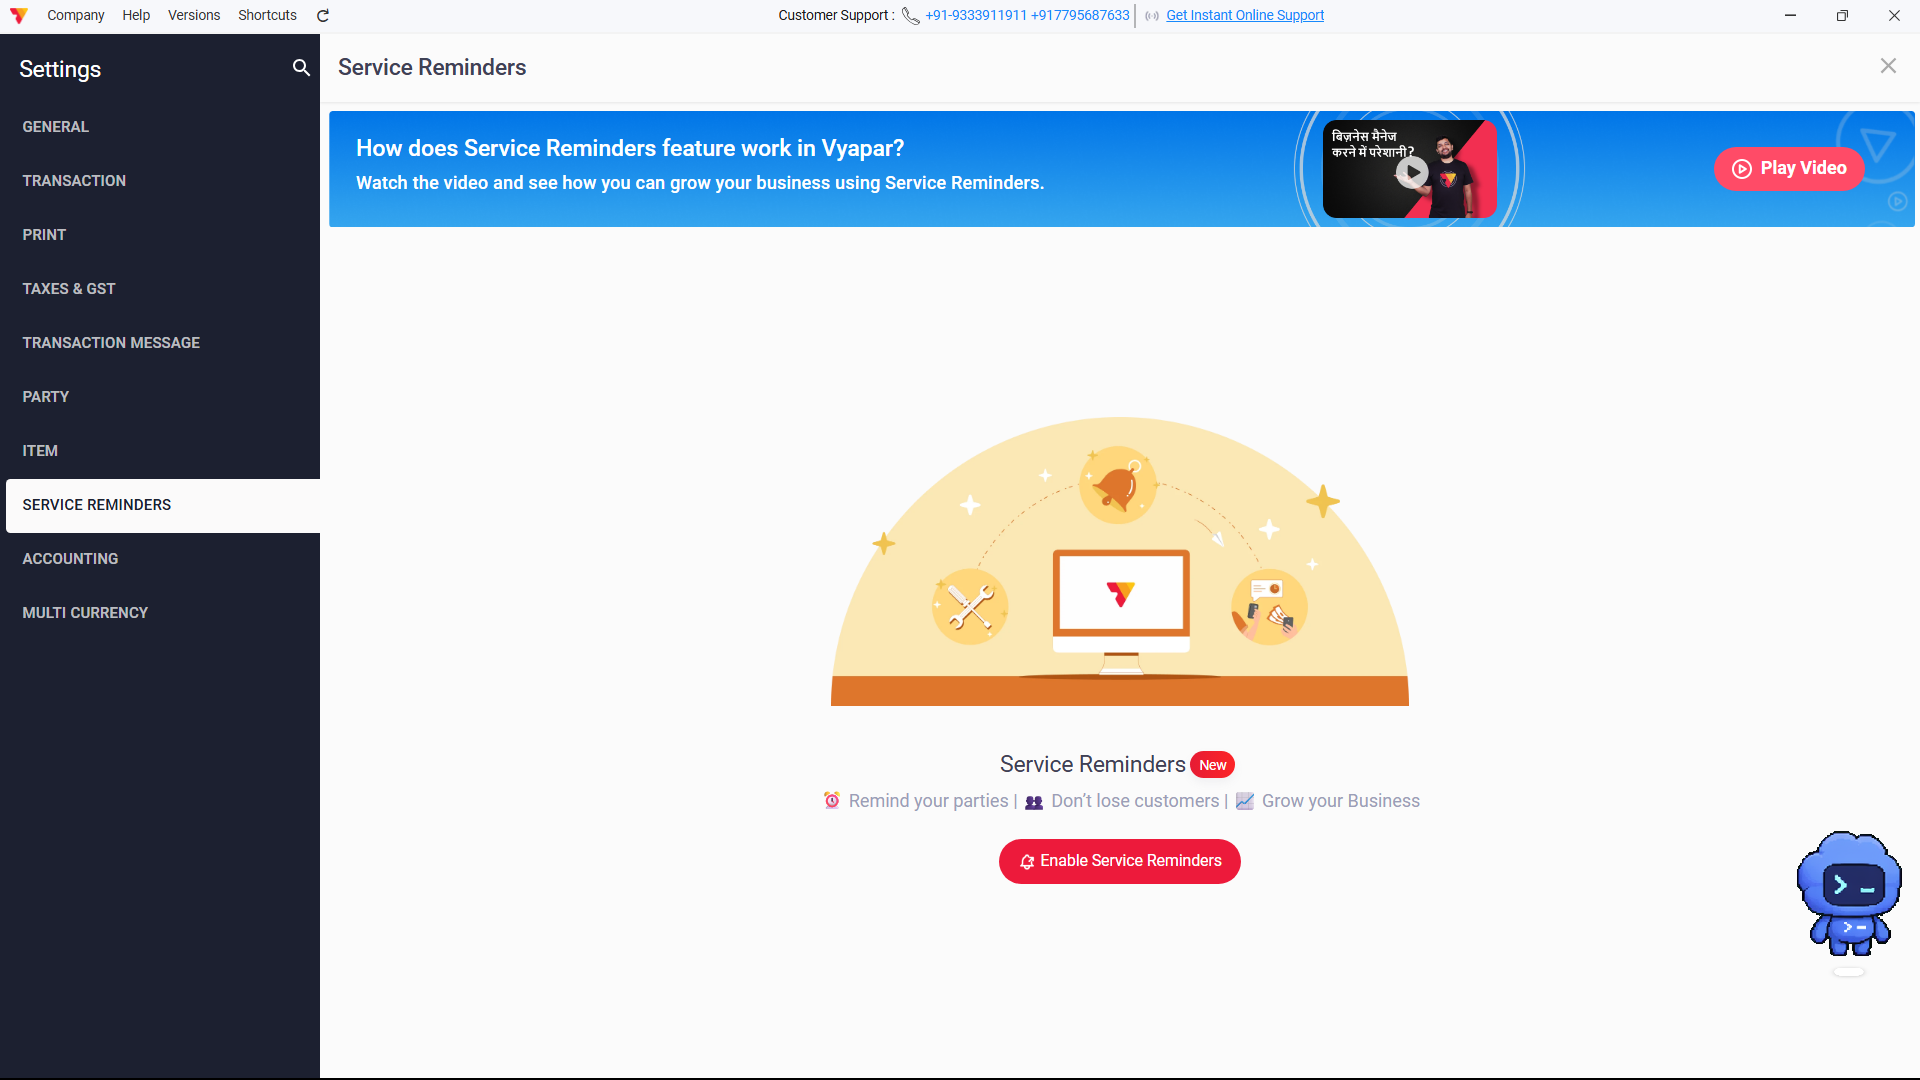 Company Help Versions Shortcuts
Customer Support : +91-9333911911 +917795687633 Get Instant Online Support
Settings
GENERAL
TRANSACTION
PRINT
TAXES & GST
TRANSACTION MESSAGE
PARTY
ITEM
SERVICE REMINDERS
ACCOUNTING
MULTI CURRENCY
Service Reminders
How does Service Reminders feature work in Vyapar?
Watch the video and see how you can grow your business using Service Reminders.
बिज़नेस मैनेज
करने में परेशानी?
Play Video
Service Reminders New
Remind your parties | Don’t lose customers | Grow your Business
Enable Service Reminders